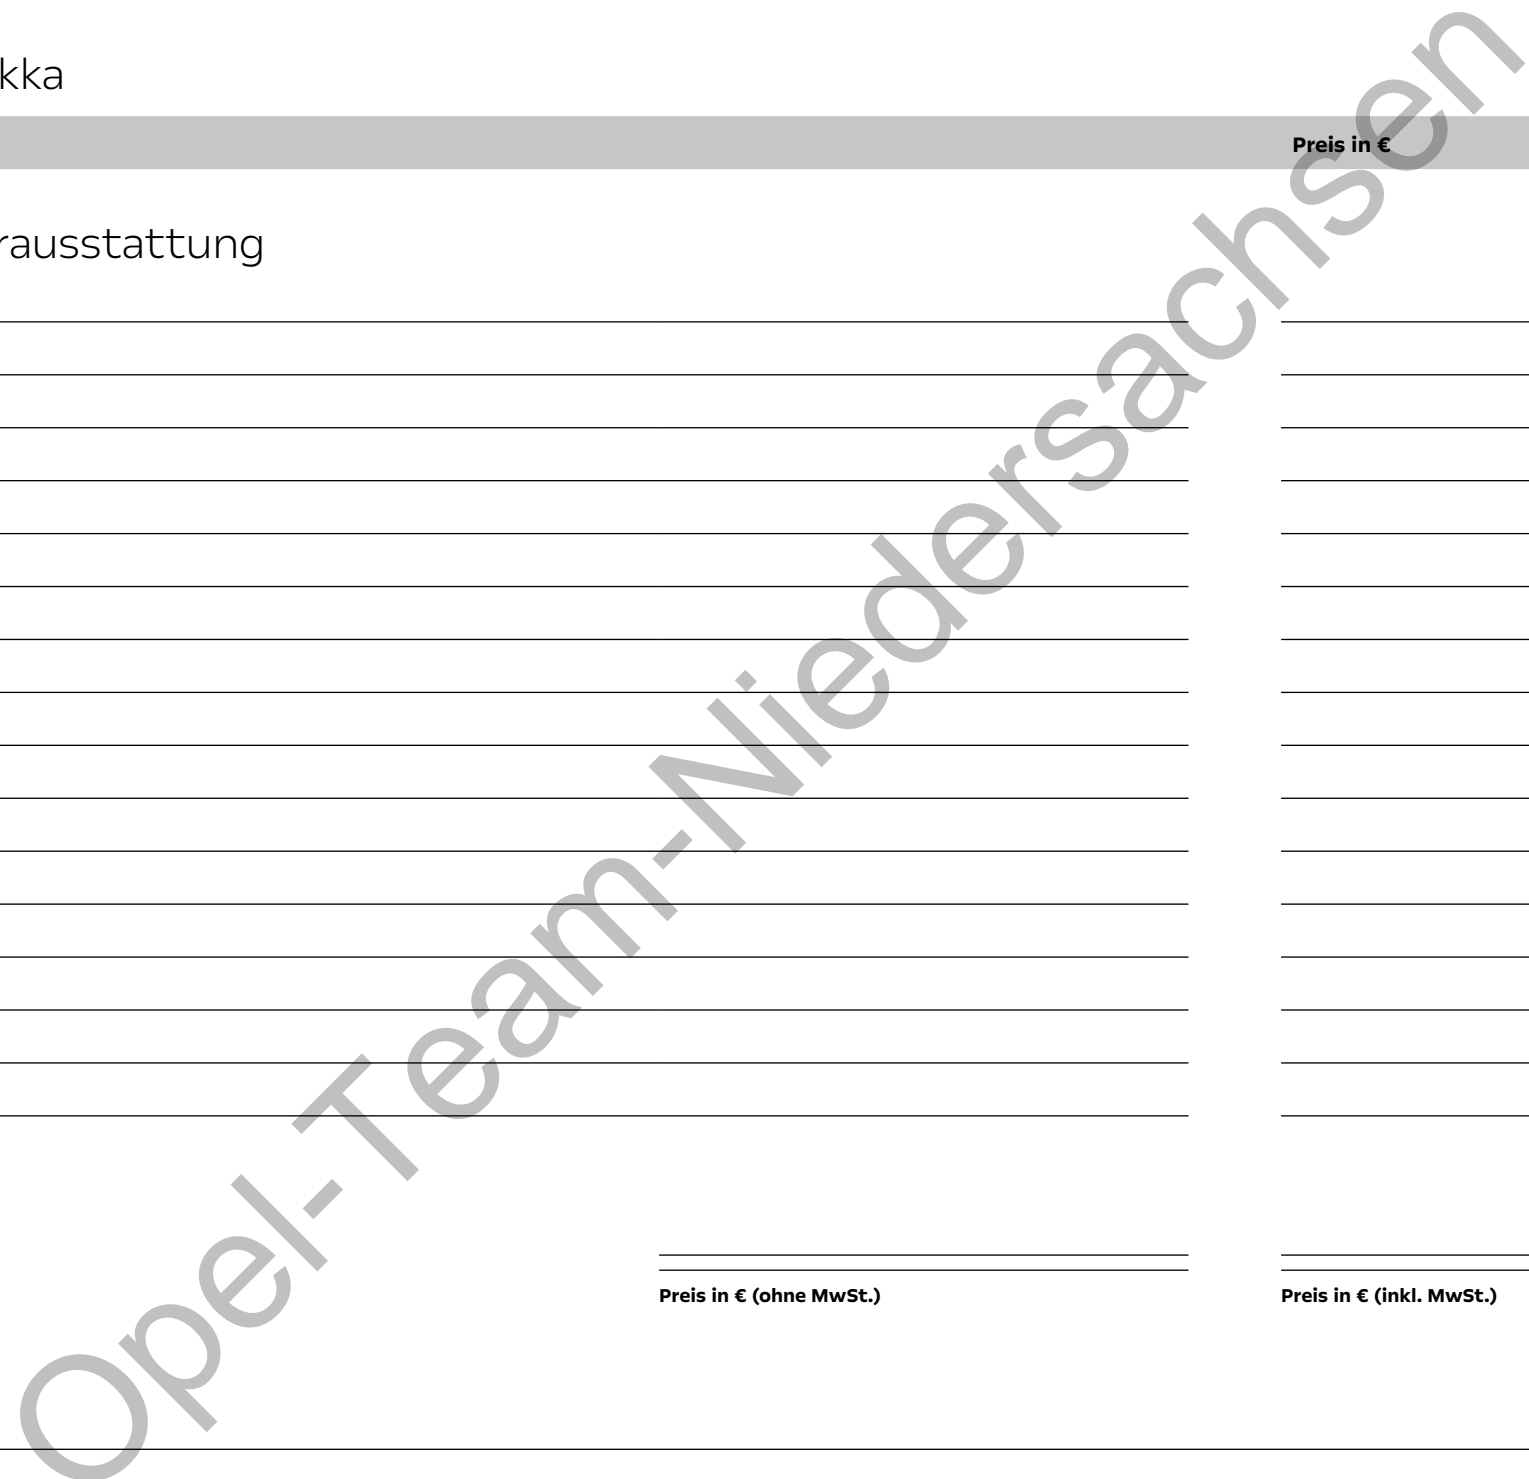 kka
Preis in €
rausstattung
Preis in € (ohne MwSt.) Preis in € (inkl. MwSt.)
Opel-Team-Niedersachsen